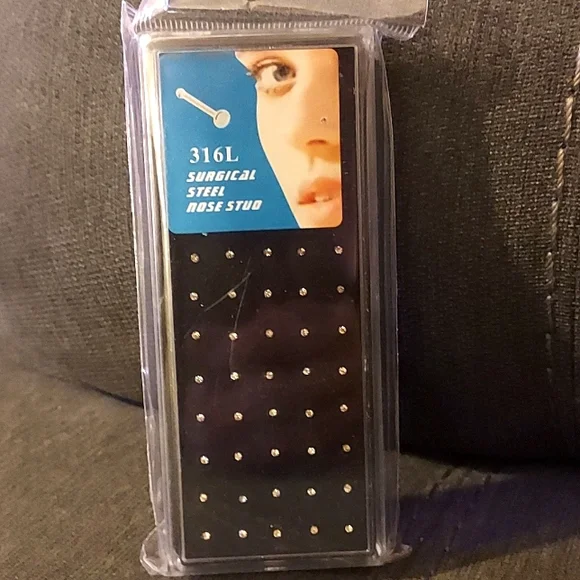 316L
SURGICAL
STEEL
NOSE STUD